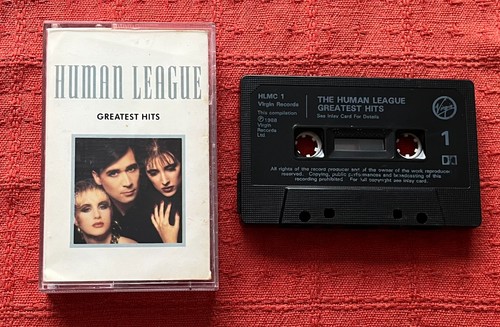 HUMAN LEAGUE
GREATEST HITS
HLMC 1
Virgin Records
This compilation
Ⓟ 1988
Virgin
Records
Ltd
THE HUMAN LEAGUE
GREATEST HITS
See Inlay Card For Details
Virgin
1
All rights of the record producer and of the owner of the work reproduced
reserved. Copying, public performances and broadcasting of this
recording prohibited. For full copyright see inlay card.